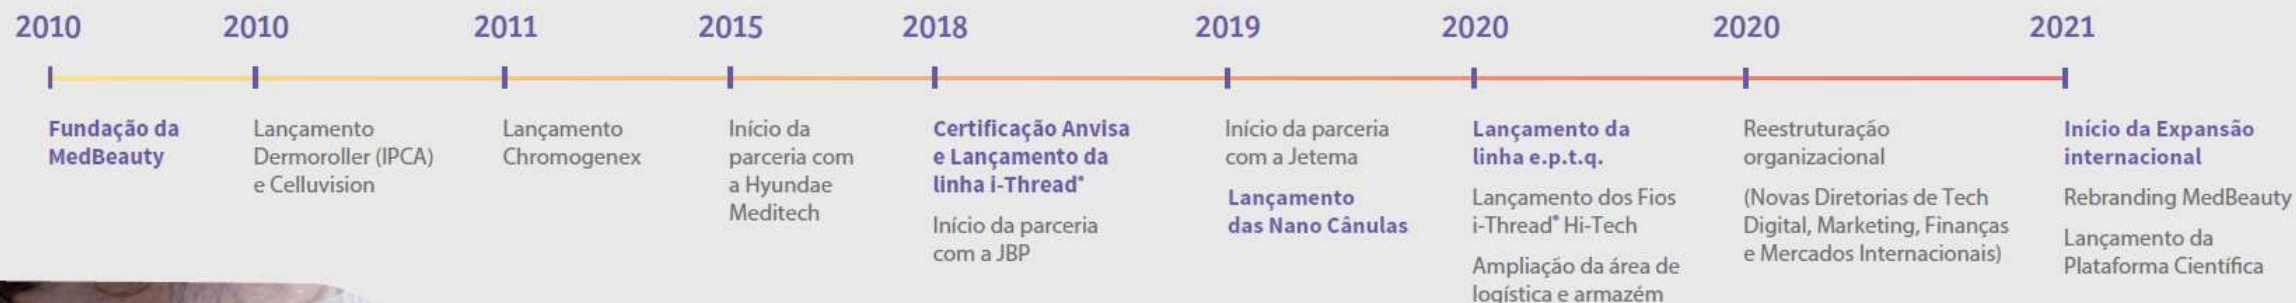 2010
Fundação da
MedBeauty
2010
Lançamento
Dermoroller (IPCA)
e Celluvision
2011
Lançamento
Chromogenex
2015
Início da
parceria com
a Hyundae
Meditech
2018
Certificação Anvisa
e Lançamento da
linha i-Thread®
Início da parceria
com a JBP
2019
Início da parceria
com a Jetema
Lançamento
das Nano Cânulas
2020
Lançamento da
linha e.p.t.q.
Lançamento dos Fios
i-Thread® Hi-Tech
Ampliação da área de
logística e armazém
2020
Reestruturação
organizacional
(Novas Diretorias de Tech
Digital, Marketing, Finanças
e Mercados Internacionais)
2021
Início da Expansão
internacional
Rebranding MedBeauty
Lançamento da
Plataforma Científica